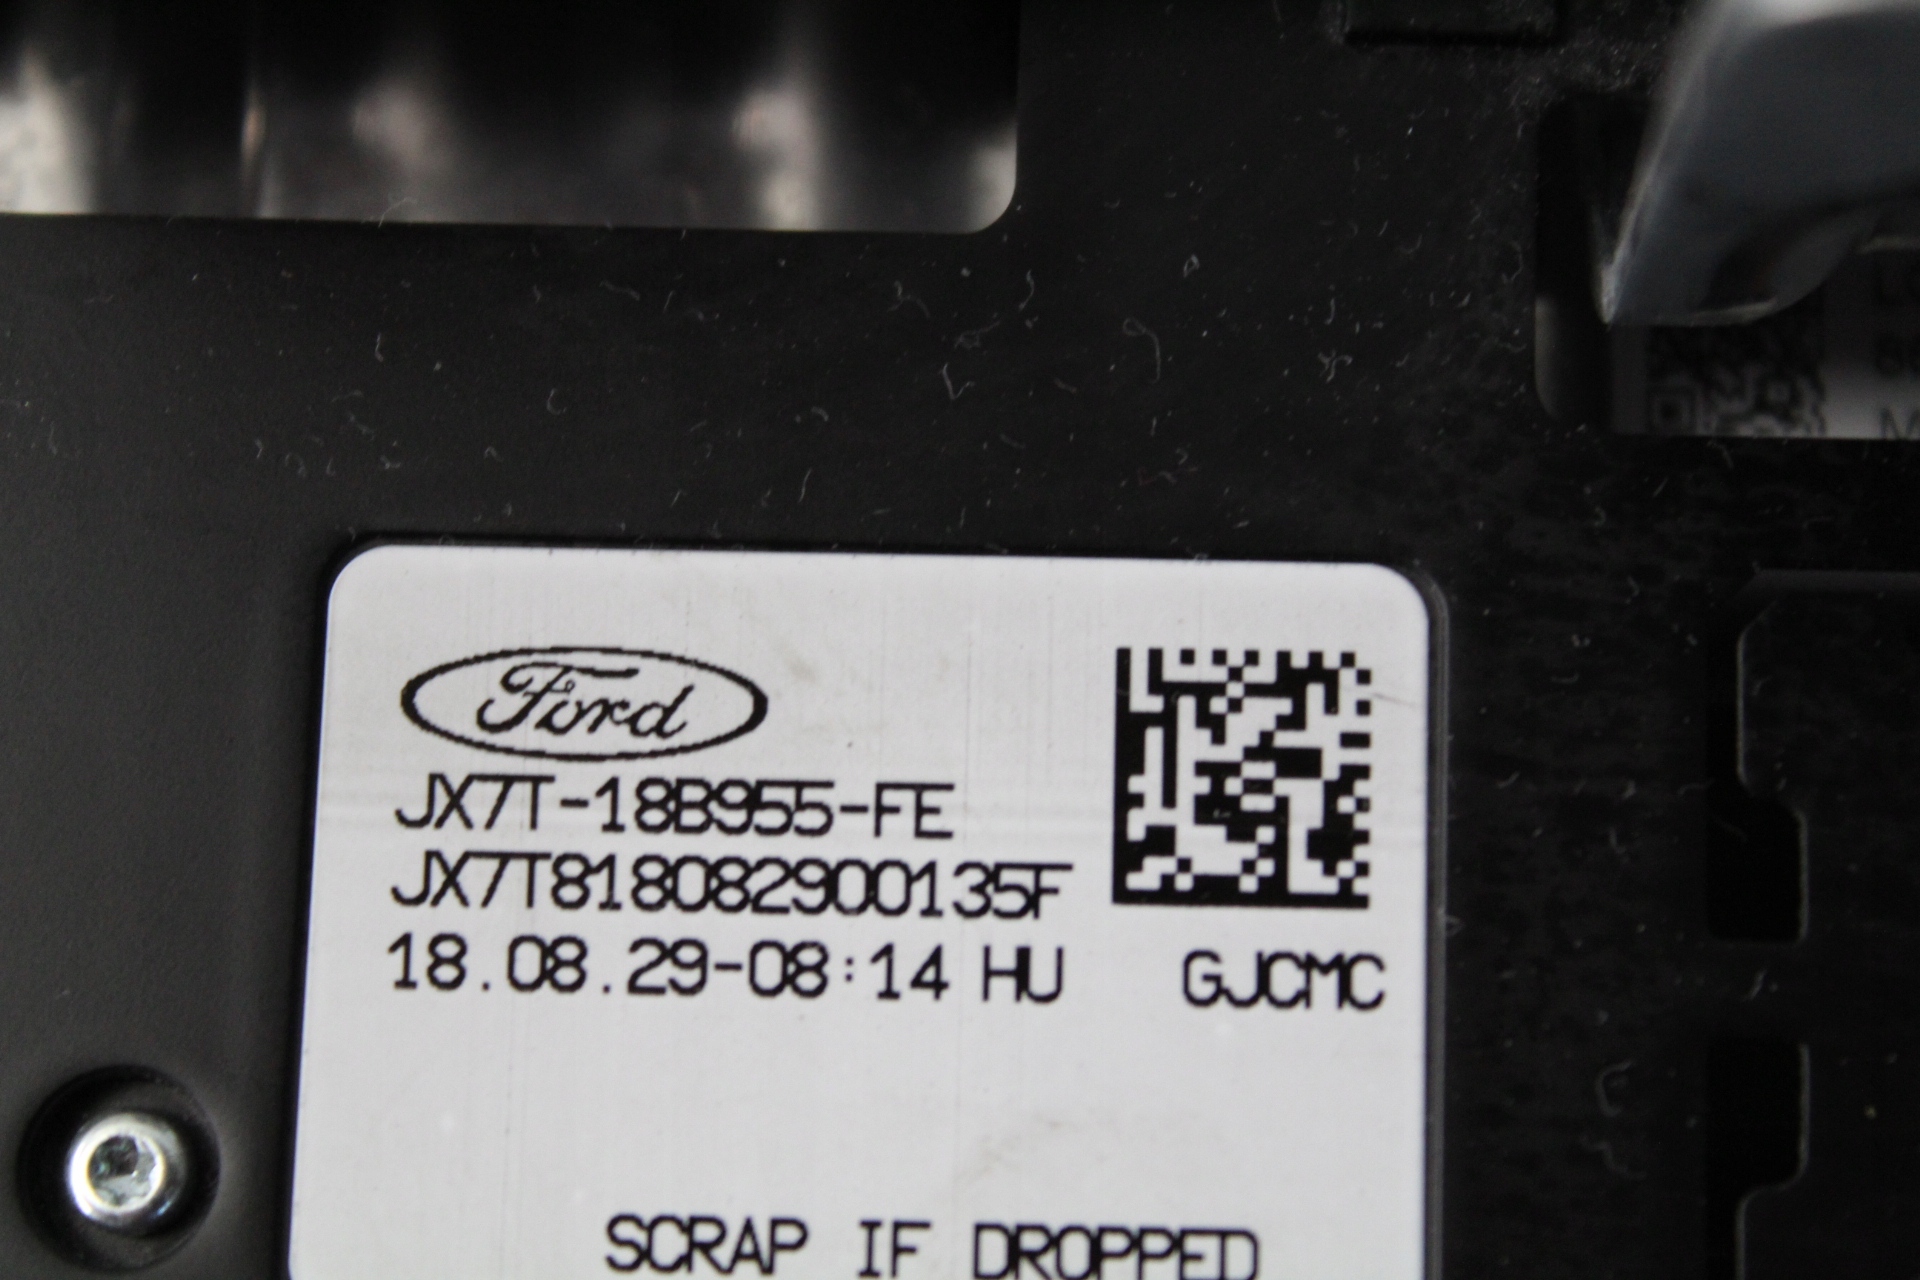 Ford
JX7T-18B955-FE
JX7T818082900135F
18.08.29-08:14 HU GJCMC
SCRAP IF DROPPED